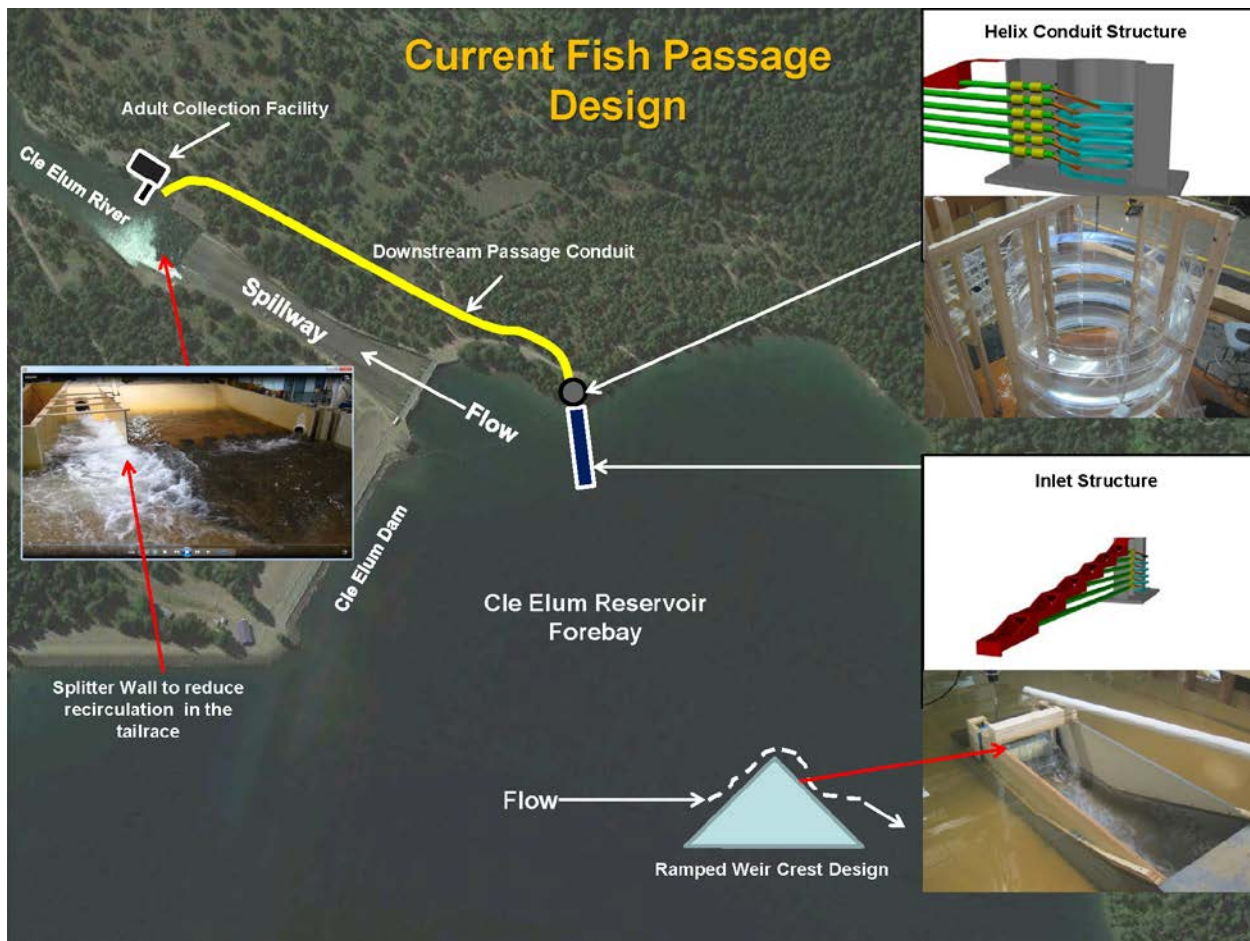 Current Fish Passage
Design
Helix Conduit Structure
Adult Collection Facility
Cle Elum River
Downstream Passage Conduit
Spillway
Flow
Cle Elum Dam
Inlet Structure
Cle Elum Reservoir
Forebay
Splitter Wall to reduce
recirculation in the
tailrace
Flow
Ramped Weir Crest Design